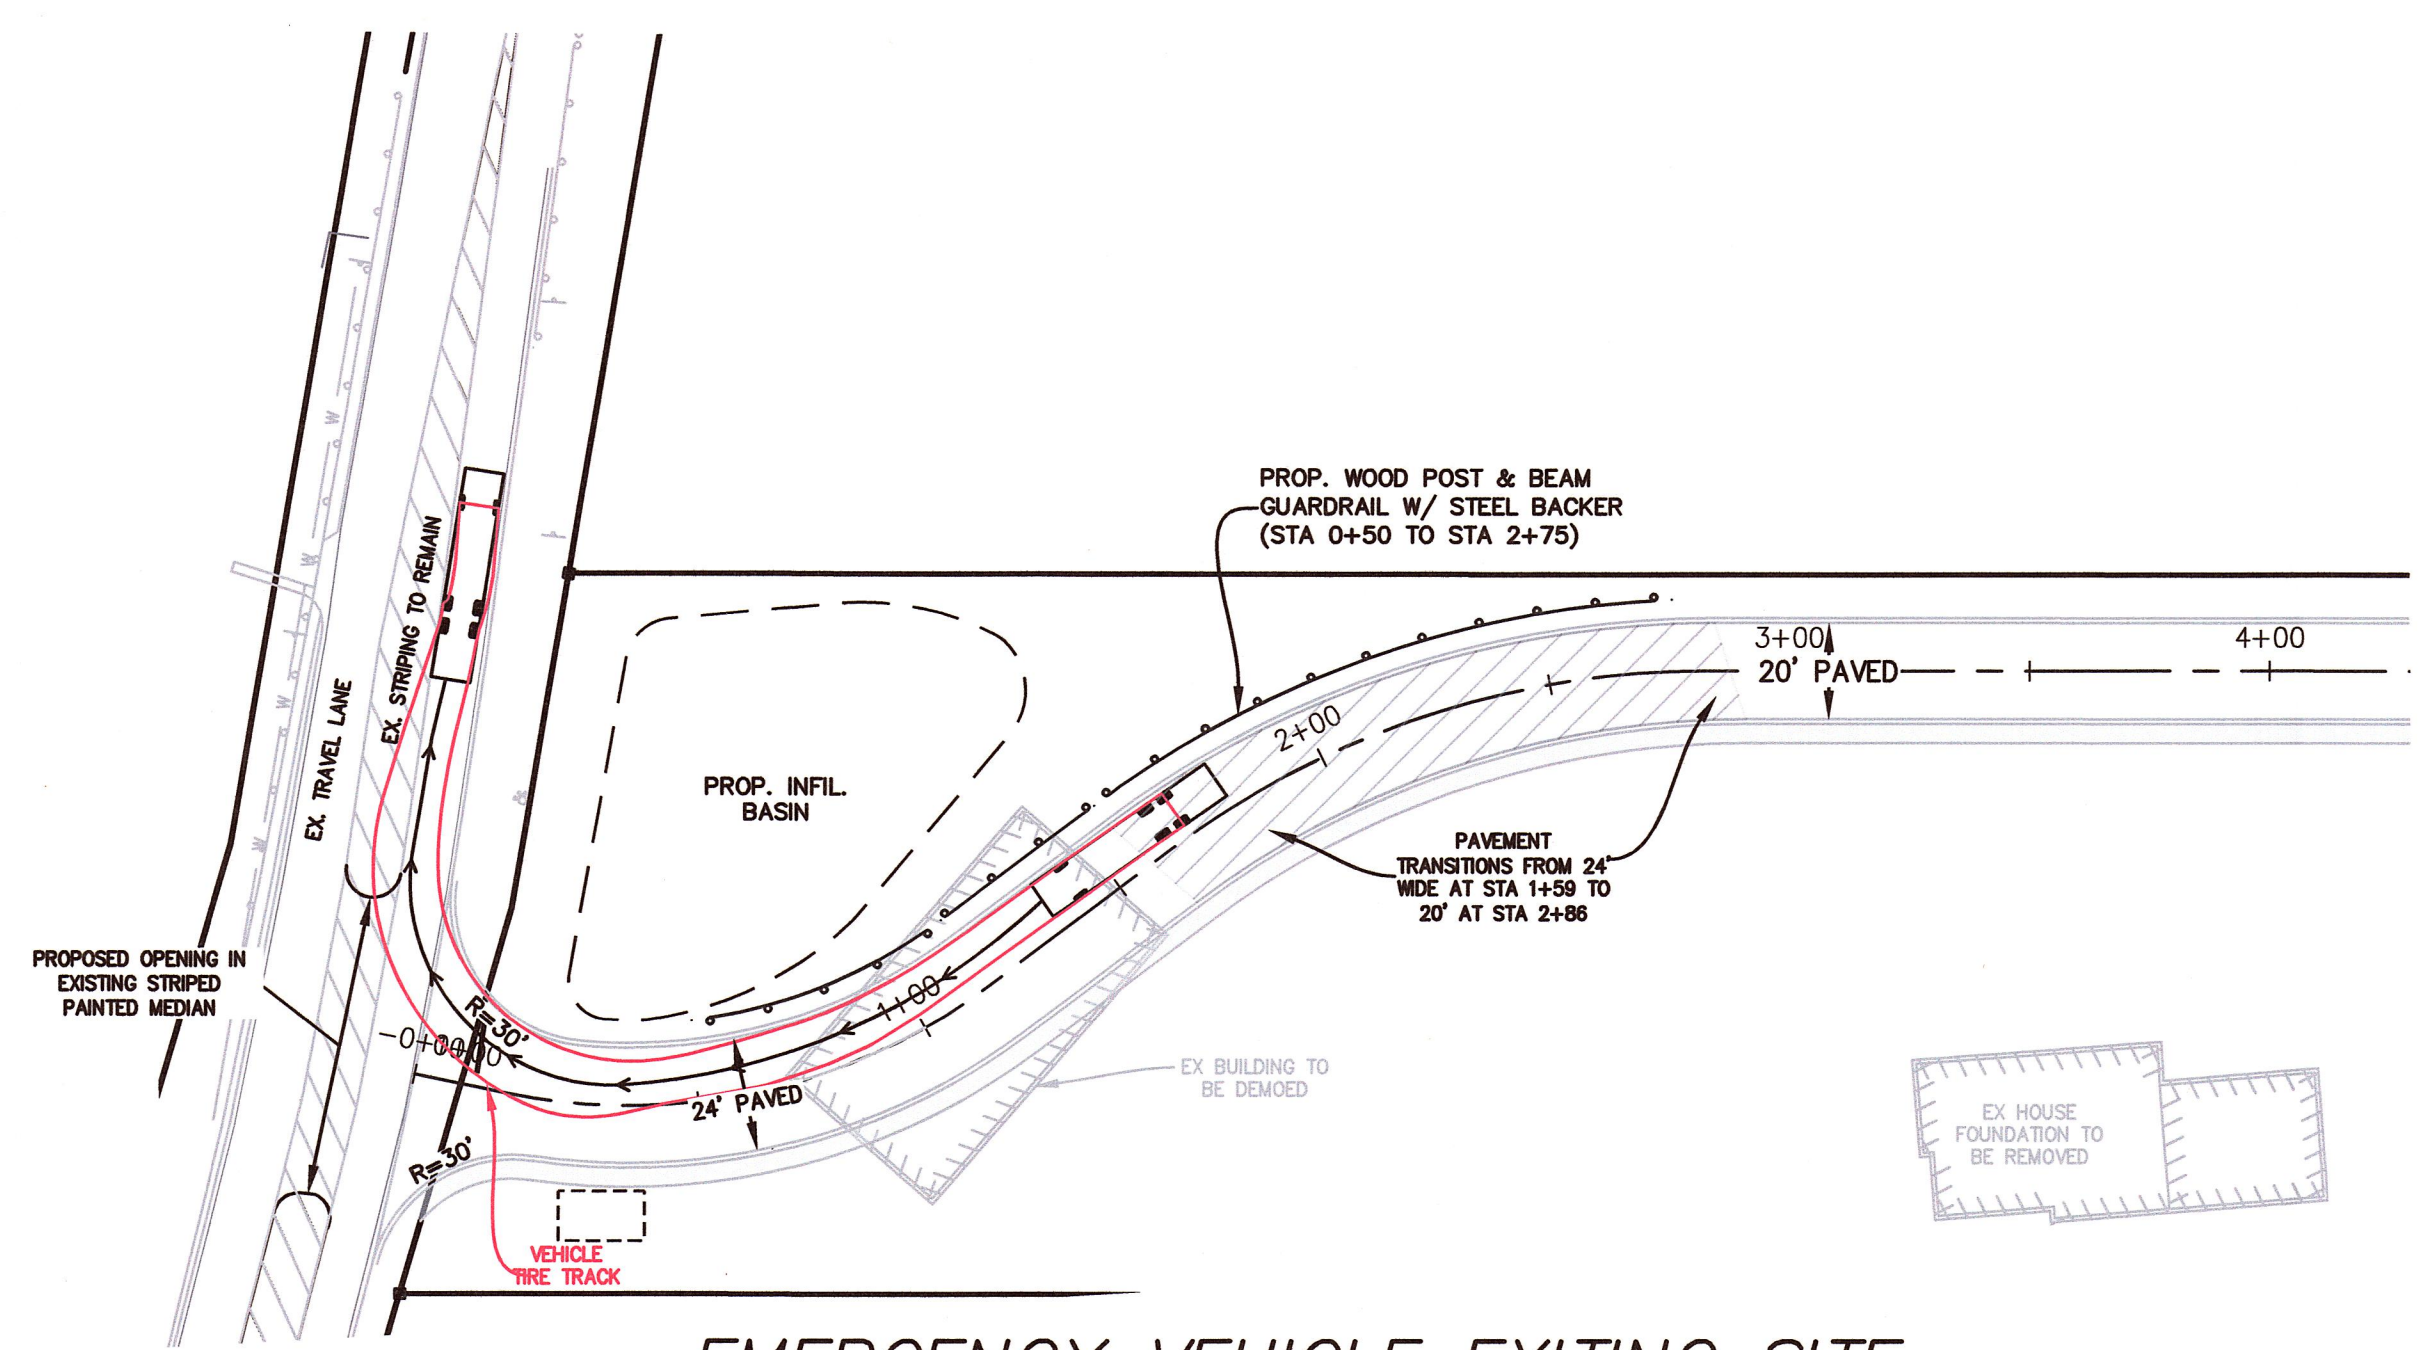 PROP. WOOD POST & BEAM
GUARDRAIL W/ STEEL BACKER
(STA 0+50 TO STA 2+75)
W
W
W
W
EX. STRIPING TO REMAIN
EX. TRAVEL LANE
3+00
4+00
20' PAVED
2+00
PROP. INFIL.
BASIN
PAVEMENT
TRANSITIONS FROM 24'
WIDE AT STA 1+59 TO
20' AT STA 2+86
PROPOSED OPENING IN
EXISTING STRIPED
PAINTED MEDIAN
1+00
R=30'
-0+00
24' PAVED
R=30'
EX BUILDING TO
BE DEMOED
EX HOUSE
FOUNDATION TO
BE REMOVED
VEHICLE
TIRE TRACK
EMERGENCY VEHICLE EXITING SITE